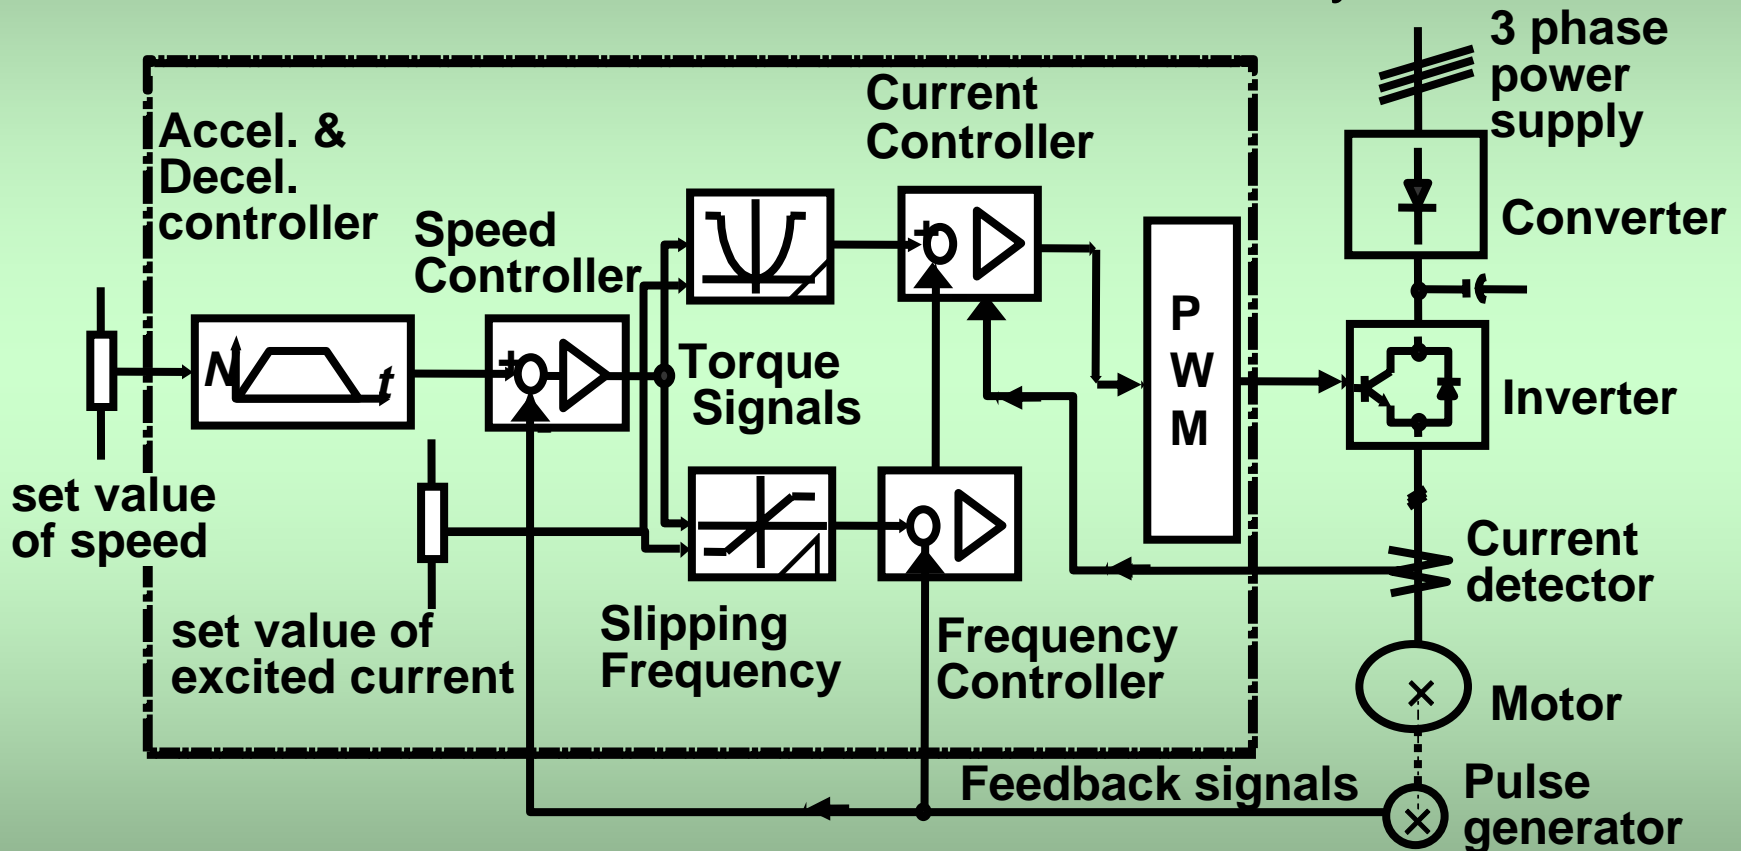 3 phase
power
supply
Current
Controller
Accel. &
Decel.
controller
Speed
Controller
Converter
N
t
+
+
Torque
Signals
P
W
M
Inverter
set value
of speed
Current
detector
set value of
excited current
Slipping
Frequency
Frequency
Controller
Motor
Feedback signals
Pulse
generator